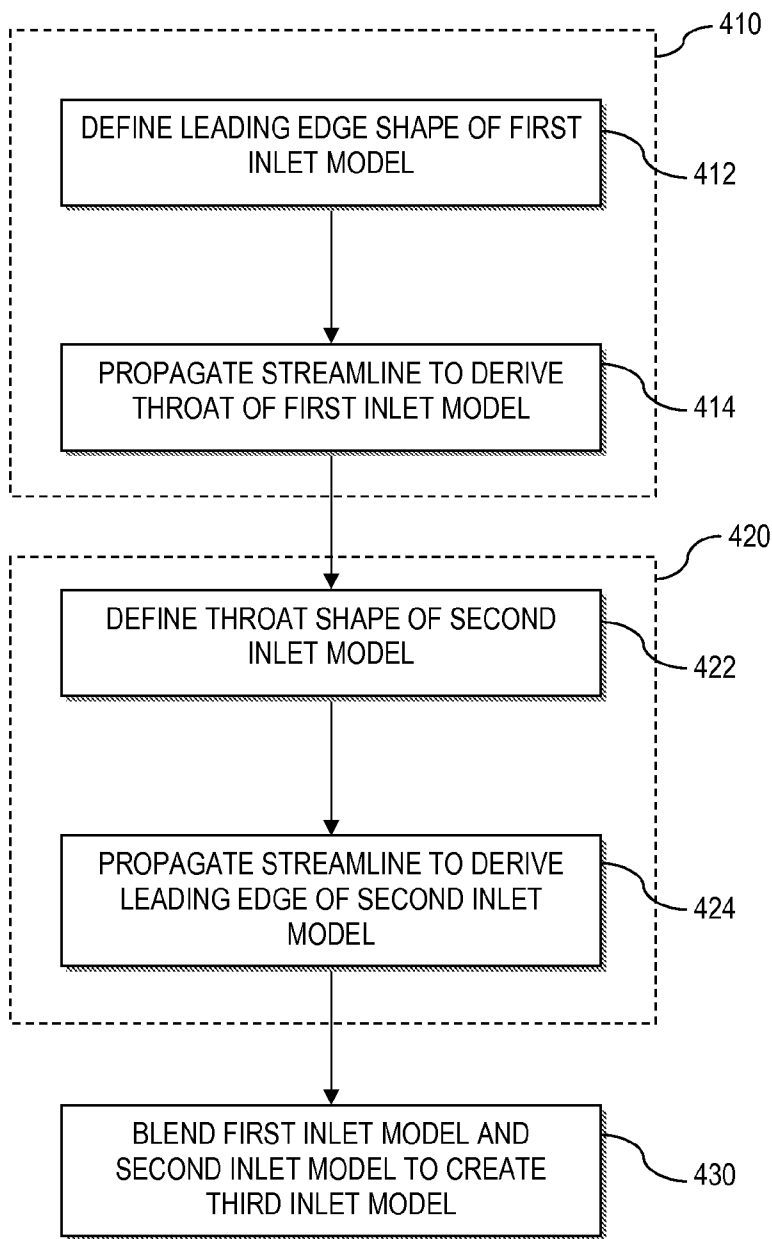 410
DEFINE LEADING EDGE SHAPE OF FIRST
INLET MODEL
412
PROPAGATE STREAMLINE TO DERIVE
THROAT OF FIRST INLET MODEL
414
420
DEFINE THROAT SHAPE OF SECOND
INLET MODEL
422
PROPAGATE STREAMLINE TO DERIVE
LEADING EDGE OF SECOND INLET
MODEL
424
BLEND FIRST INLET MODEL AND
SECOND INLET MODEL TO CREATE
THIRD INLET MODEL
430